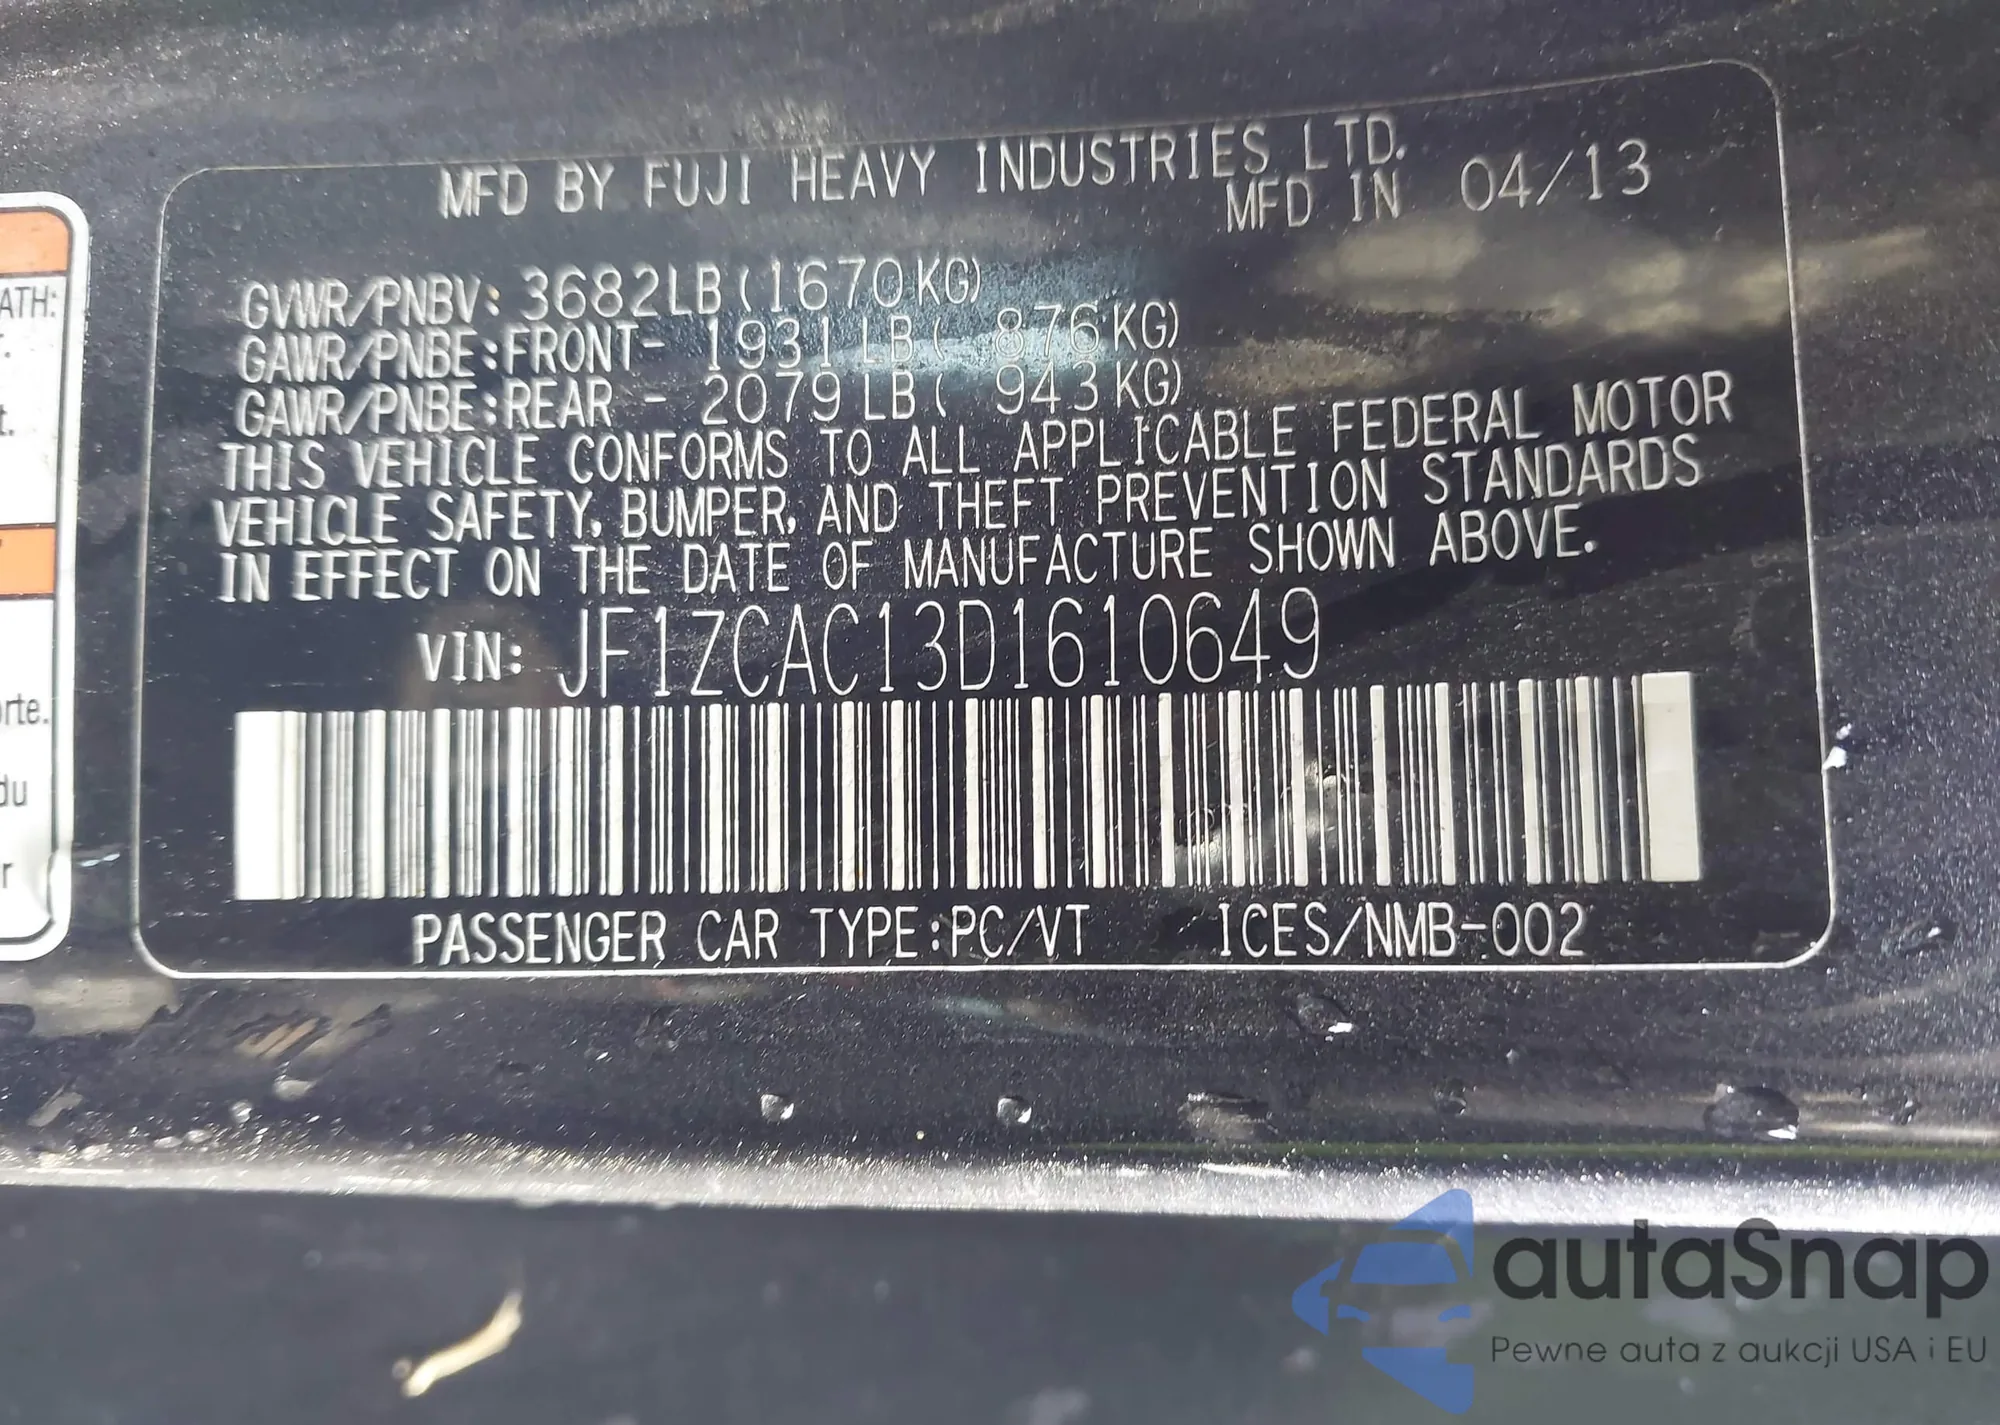 MFD BY FUJI HEAVY INDUSTRIES LTD.
MFD IN 04/13
GVWR/PNBV: 3682LB(1670KG)
GAWR/PNBE:FRONT- 1931LB( 876KG)
GAWR/PNBE:REAR - 2079LB( 943KG)
THIS VEHICLE CONFORMS TO ALL APPLICABLE FEDERAL MOTOR
VEHICLE SAFETY, BUMPER, AND THEFT PREVENTION STANDARDS
IN EFFECT ON THE DATE OF MANUFACTURE SHOWN ABOVE.
VIN: JF1ZCAC13D1610649
PASSENGER CAR TYPE:PC/VT ICES/NMB-002
ATH:
t.
orte.
du
r
autaSnap
Pewne auta z aukcji USA i EU